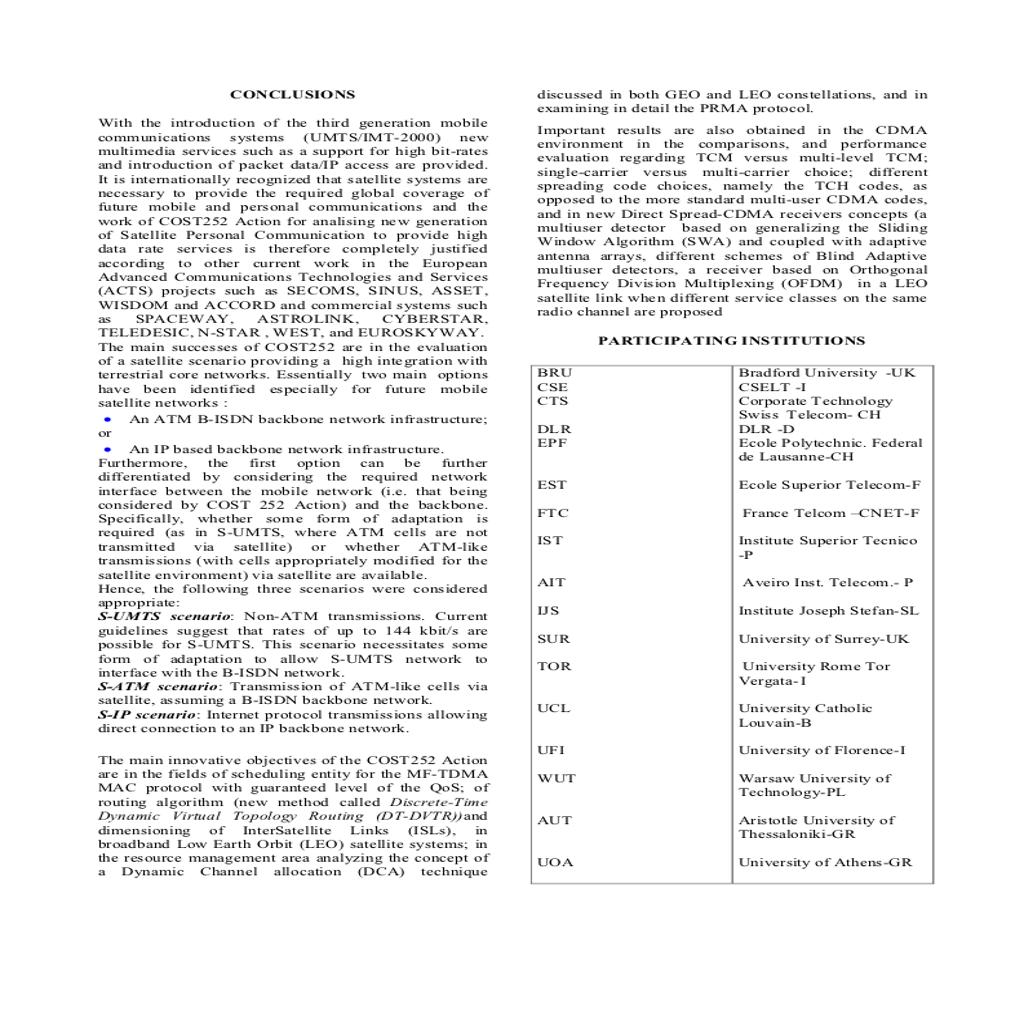 CONCLUSIONS
With the introduction of the third generation mobile
communications systems (UMTS/IMT-2000) new
multimedia services such as a support for high bit-rates
and introduction of packet data/IP access are provided.
It is internationally recognized that satellite systems are
necessary to provide the required global coverage of
future mobile and personal communications and the
work of COST252 Action for analising new generation
of Satellite Personal Communication to provide high
data rate services is therefore completely justified
according to other current work in the European
Advanced Communications Technologies and Services
(ACTS) projects such as SECOMS, SINUS, ASSET,
WISDOM and ACCORD and commercial systems such
as SPACEWAY, ASTROLINK, CYBERSTAR,
TELEDESIC, N-STAR , WEST, and EUROSKYWAY.
The main successes of COST252 are in the evaluation
of a satellite scenario providing a high integration with
terrestrial core networks. Essentially two main options
have been identified especially for future mobile
satellite networks :
• An ATM B-ISDN backbone network infrastructure;
or
• An IP based backbone network infrastructure.
Furthermore, the first option can be further
differentiated by considering the required network
interface between the mobile network (i.e. that being
considered by COST 252 Action) and the backbone.
Specifically, whether some form of adaptation is
required (as in S-UMTS, where ATM cells are not
transmitted via satellite) or whether ATM-like
transmissions (with cells appropriately modified for the
satellite environment) via satellite are available.
Hence, the following three scenarios were considered
appropriate:
S-UMTS scenario: Non-ATM transmissions. Current
guidelines suggest that rates of up to 144 kbit/s are
possible for S-UMTS. This scenario necessitates some
form of adaptation to allow S-UMTS network to
interface with the B-ISDN network.
S-ATM scenario: Transmission of ATM-like cells via
satellite, assuming a B-ISDN backbone network.
S-IP scenario: Internet protocol transmissions allowing
direct connection to an IP backbone network.
The main innovative objectives of the COST252 Action
are in the fields of scheduling entity for the MF-TDMA
MAC protocol with guaranteed level of the QoS; of
routing algorithm (new method called Discrete-Time
Dynamic Virtual Topology Routing (DT-DVTR))and
dimensioning of InterSatellite Links (ISLs), in
broadband Low Earth Orbit (LEO) satellite systems; in
the resource management area analyzing the concept of
a Dynamic Channel allocation (DCA) technique
discussed in both GEO and LEO constellations, and in
examining in detail the PRMA protocol.
Important results are also obtained in the CDMA
environment in the comparisons, and performance
evaluation regarding TCM versus multi-level TCM;
single-carrier versus multi-carrier choice; different
spreading code choices, namely the TCH codes, as
opposed to the more standard multi-user CDMA codes,
and in new Direct Spread-CDMA receivers concepts (a
multiuser detector based on generalizing the Sliding
Window Algorithm (SWA) and coupled with adaptive
antenna arrays, different schemes of Blind Adaptive
multiuser detectors, a receiver based on Orthogonal
Frequency Division Multiplexing (OFDM) in a LEO
satellite link when different service classes on the same
radio channel are proposed
PARTICIPATING INSTITUTIONS
BRU Bradford University -UK
CSE CSELT -I
CTS Corporate Technology
Swiss Telecom- CH
DLR DLR -D
EPF Ecole Polytechnic. Federal
de Lausanne-CH
EST Ecole Superior Telecom-F
FTC France Telcom –CNET-F
IST Institute Superior Tecnico
-P
AIT Aveiro Inst. Telecom.- P
IJS Institute Joseph Stefan-SL
SUR University of Surrey-UK
TOR University Rome Tor
Vergata-I
UCL University Catholic
Louvain-B
UFI University of Florence-I
WUT Warsaw University of
Technology-PL
AUT Aristotle University of
Thessaloniki-GR
UOA University of Athens-GR